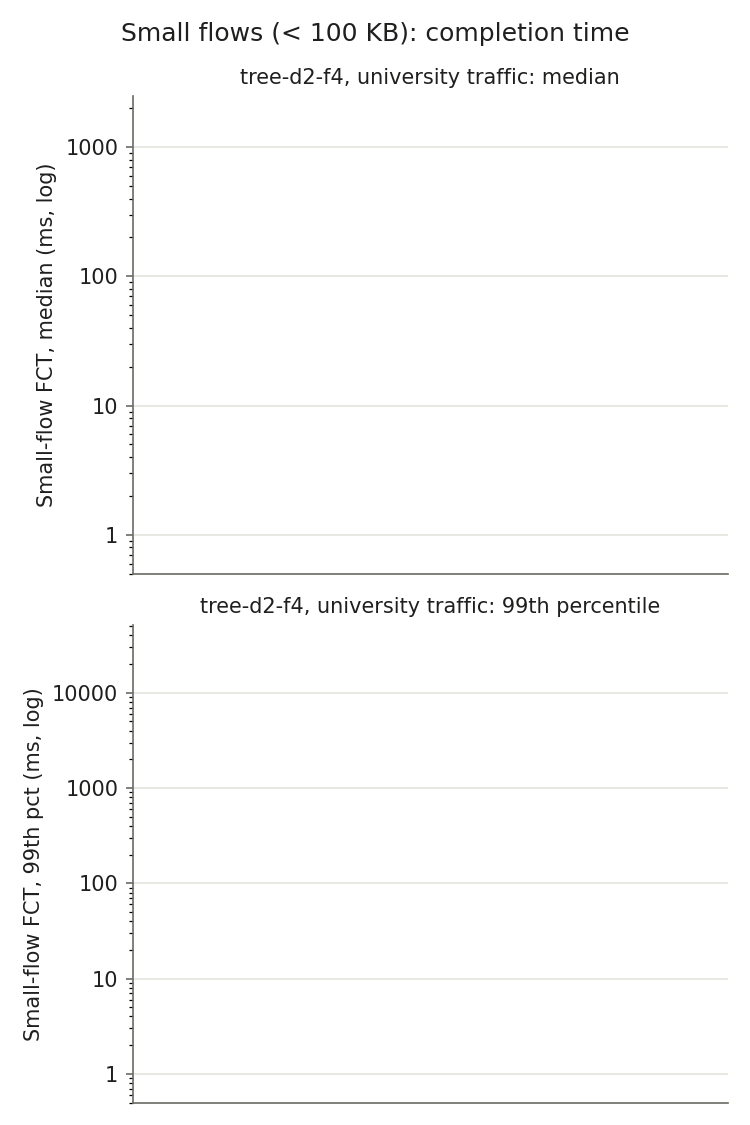 Small flows (< 100 KB): completion time
tree-d2-f4, university traffic: median
Small-flow FCT, median (ms, log)
1000
100
10
1
tree-d2-f4, university traffic: 99th percentile
Small-flow FCT, 99th pct (ms, log)
10000
1000
100
10
1